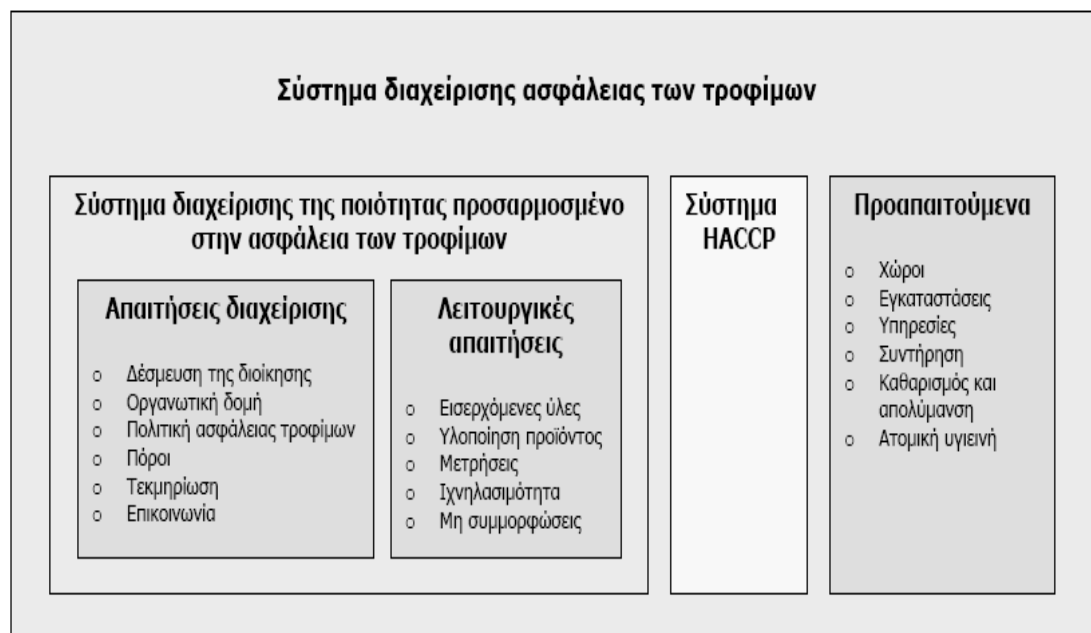 Σύστημα διαχείρισης ασφάλειας των τροφίμων
Σύστημα διαχείρισης της ποιότητας προσαρμοσμένο
στην ασφάλεια των τροφίμων
Απαιτήσεις διαχείρισης
o Δέσμευση της διοίκησης
o Οργανωτική δομή
o Πολιτική ασφάλειας τροφίμων
o Πόροι
o Τεκμηρίωση
o Επικοινωνία
Λειτουργικές
απαιτήσεις
o Εισερχόμενες ύλες
o Υλοποίηση προϊόντος
o Μετρήσεις
o Ιχνηλασιμότητα
o Μη συμμορφώσεις
Σύστημα
HACCP
Προαπαιτούμενα
o Χώροι
o Εγκαταστάσεις
o Υπηρεσίες
o Συντήρηση
o Καθαρισμός και
απολύμανση
o Ατομική υγιεινή